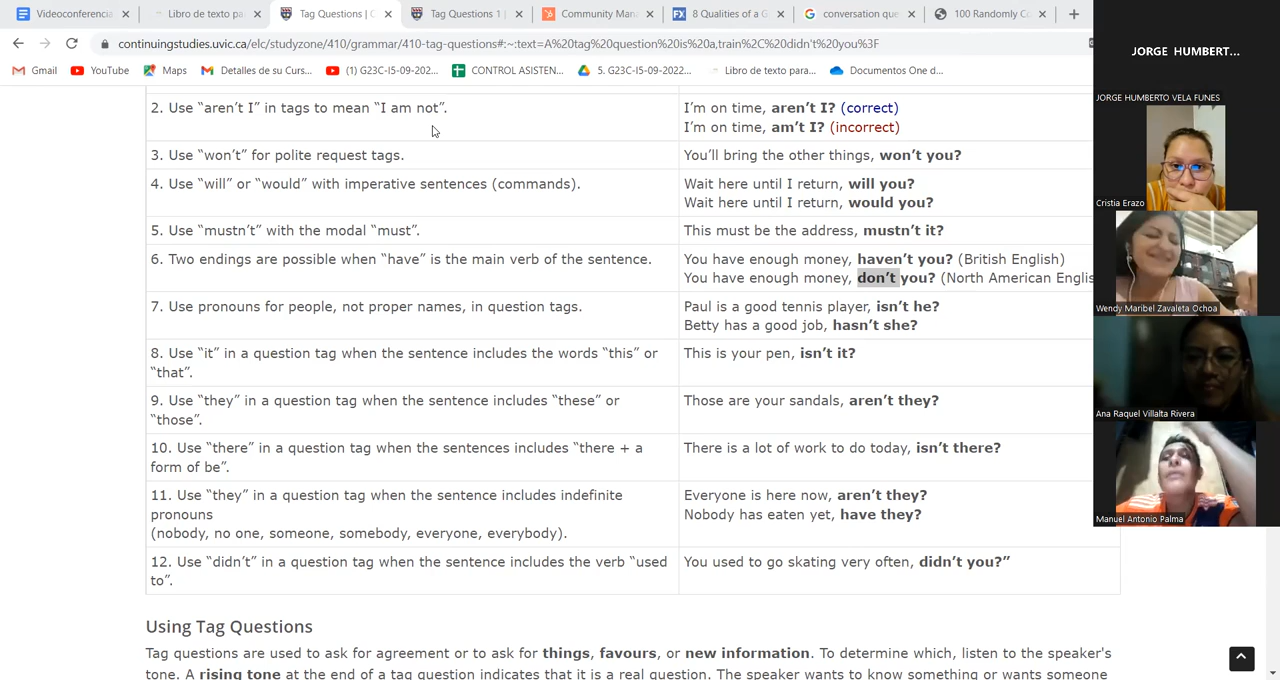 Videoconferencia
Libro de texto pa
Tag Questions | C
Tag Questions 1 |
Community Man
8 Qualities of a G
conversation que
100 Randomly Co
continuingstudies.uvic.ca/elc/studyzone/410/grammar/410-tag-questions#:~:text=A%20tag%20question%20is%20a,train%2C%20didn't%20you%3F
Gmail
YouTube
Maps
Detalles de su Curs...
(1) G23C-I5-09-202...
CONTROL ASISTEN...
5. G23C-I5-09-2022...
Libro de texto para...
Documentos One d...
2. Use “aren’t I” in tags to mean “I am not”.
I’m on time, aren’t I? (correct)
I’m on time, am’t I? (incorrect)
3. Use “won’t” for polite request tags.
You’ll bring the other things, won’t you?
4. Use “will” or “would” with imperative sentences (commands).
Wait here until I return, will you?
Wait here until I return, would you?
5. Use “mustn’t” with the modal “must”.
This must be the address, mustn’t it?
6. Two endings are possible when “have” is the main verb of the sentence.
You have enough money, haven’t you? (British English)
You have enough money, don’t you? (North American Englis
7. Use pronouns for people, not proper names, in question tags.
Paul is a good tennis player, isn’t he?
Betty has a good job, hasn’t she?
8. Use “it” in a question tag when the sentence includes the words “this” or
“that”.
This is your pen, isn’t it?
9. Use “they” in a question tag when the sentence includes “these” or
“those”.
Those are your sandals, aren’t they?
10. Use “there” in a question tag when the sentences includes “there + a
form of be”.
There is a lot of work to do today, isn’t there?
11. Use “they” in a question tag when the sentence includes indefinite
pronouns
(nobody, no one, someone, somebody, everyone, everybody).
Everyone is here now, aren’t they?
Nobody has eaten yet, have they?
12. Use “didn’t” in a question tag when the sentence includes the verb “used
to”.
You used to go skating very often, didn’t you?”
Using Tag Questions
Tag questions are used to ask for agreement or to ask for things, favours, or new information. To determine which, listen to the speaker's
tone. A rising tone at the end of a tag question indicates that it is a real question. The speaker wants to know something or wants someone
JORGE HUMBERT...
JORGE HUMBERTO VELA FUNES
Cristia Erazo
Wendy Maribel Zavaleta Ochoa
Ana Raquel Villalta Rivera
Manuel Antonio Palma